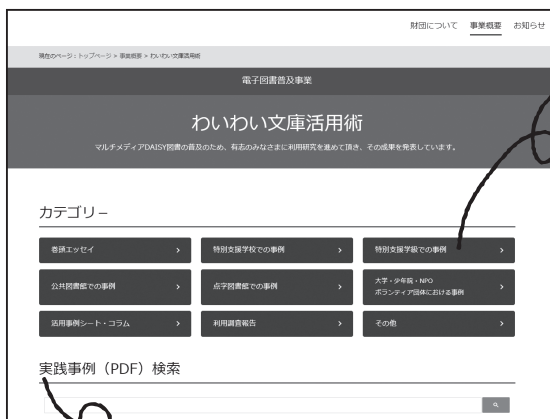 財団について 事業概要 お知らせ
現在のページ：トップページ > 事業概要 > わいわい文庫活用術
電子図書普及事業
わいわい文庫活用術
マルチメディアDAISY図書の普及のため、有志のみなさまに利用研究を進めて頂き、その成果を発表しています。
カテゴリー
巻頭エッセイ 特別支援学校での事例 特別支援学級での事例
公共図書館での事例 点字図書館での事例 大学・少年院・NPO
ボランティア団体における事例
活用事例シート・コラム 利用調査報告 その他
実践事例（PDF）検索